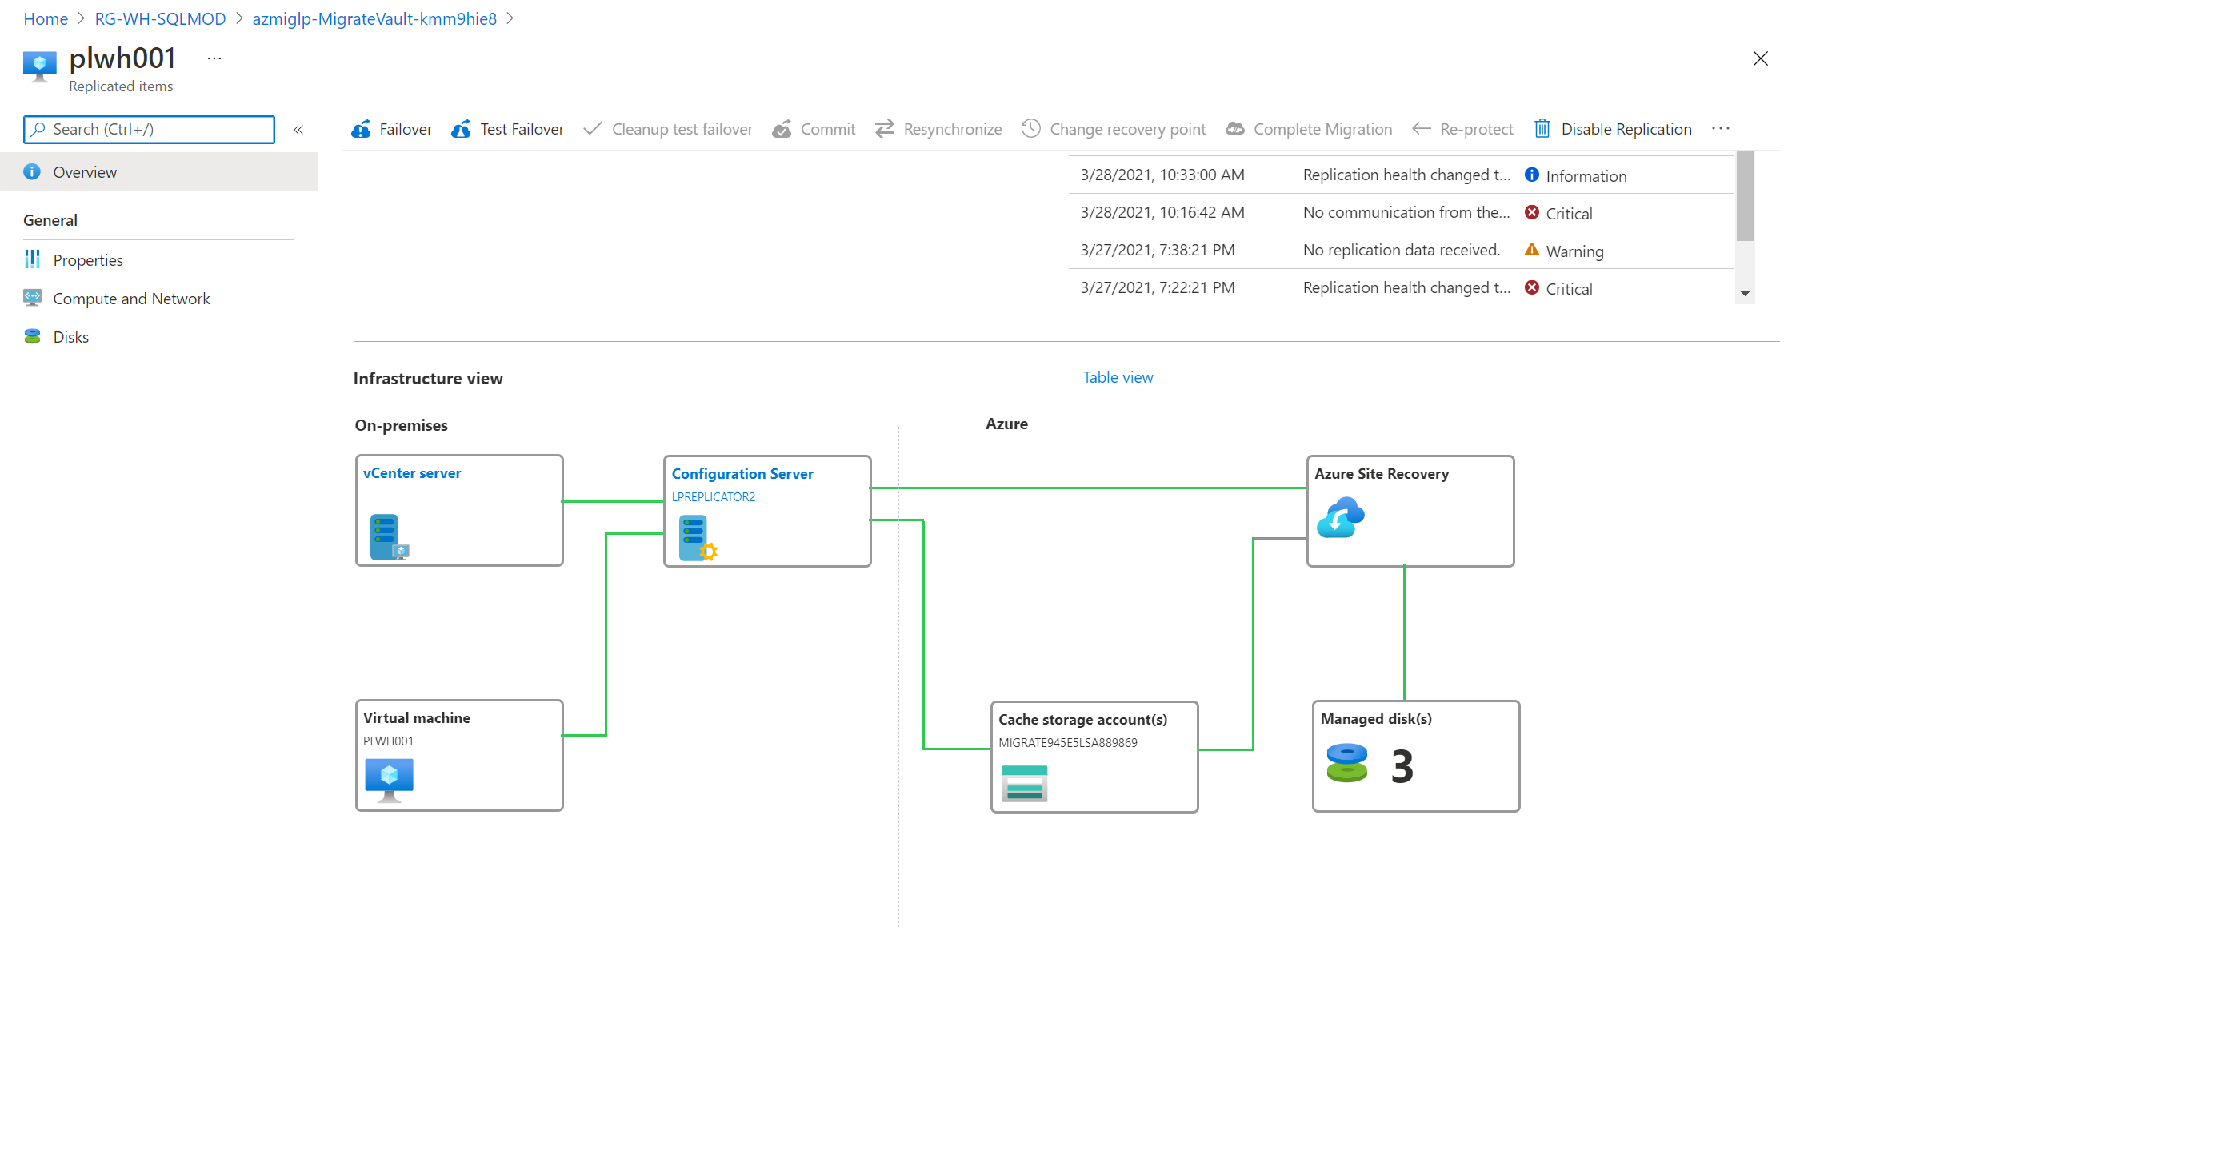 Home > RG-WH-SQLMOD > azmiglp-MigrateVault-kmm9hie8 >
plwh001 ...
Replicated items
Search (Ctrl+/) «
Failover Test Failover Cleanup test failover Commit Resynchronize Change recovery point Complete Migration Re-protect Disable Replication ...
Overview
General
Properties
Compute and Network
Disks
3/28/2021, 10:33:00 AM Replication health changed t... Information
3/28/2021, 10:16:42 AM No communication from the... Critical
3/27/2021, 7:38:21 PM No replication data received. Warning
3/27/2021, 7:22:21 PM Replication health changed t... Critical
Infrastructure view Table view
On-premises Azure
vCenter server
Configuration Server
LPREPLICATOR2
Azure Site Recovery
Virtual machine
PLWH001
Cache storage account(s)
MIGRATE945E5LSA889869
Managed disk(s)
3